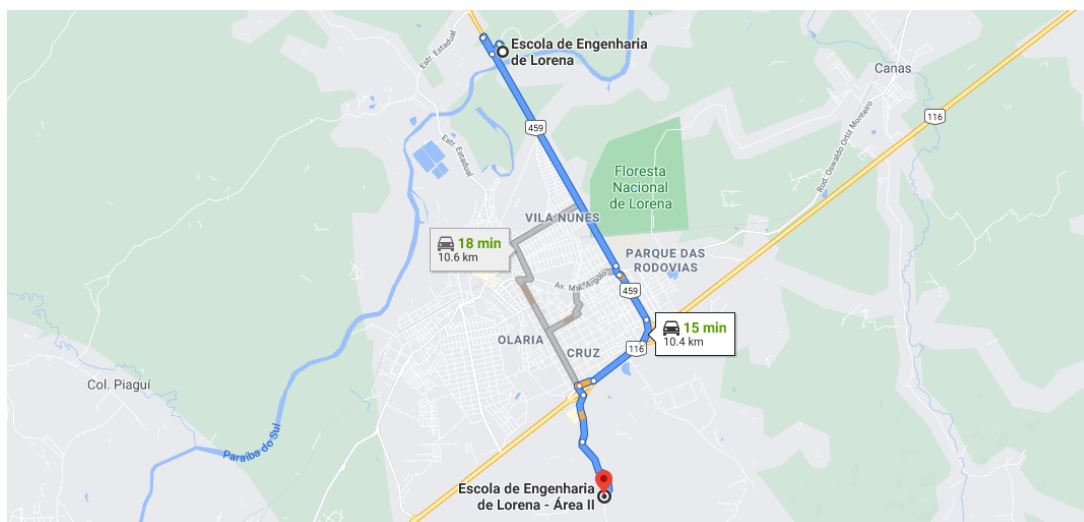 Escola de Engenharia
de Lorena
Estr. Estadual
Canas
116
459
Estr. Estadual
Rod. Oswaldo Ortiz Monteiro
Floresta
Nacional
de Lorena
VILA NUNES
18 min
10.6 km
PARQUE DAS
RODOVIAS
Av. Mal. Argolo
459
15 min
10.4 km
OLARIA
CRUZ
116
Col. Piaguí
Paraíba do Sul
Escola de Engenharia
de Lorena - Área II